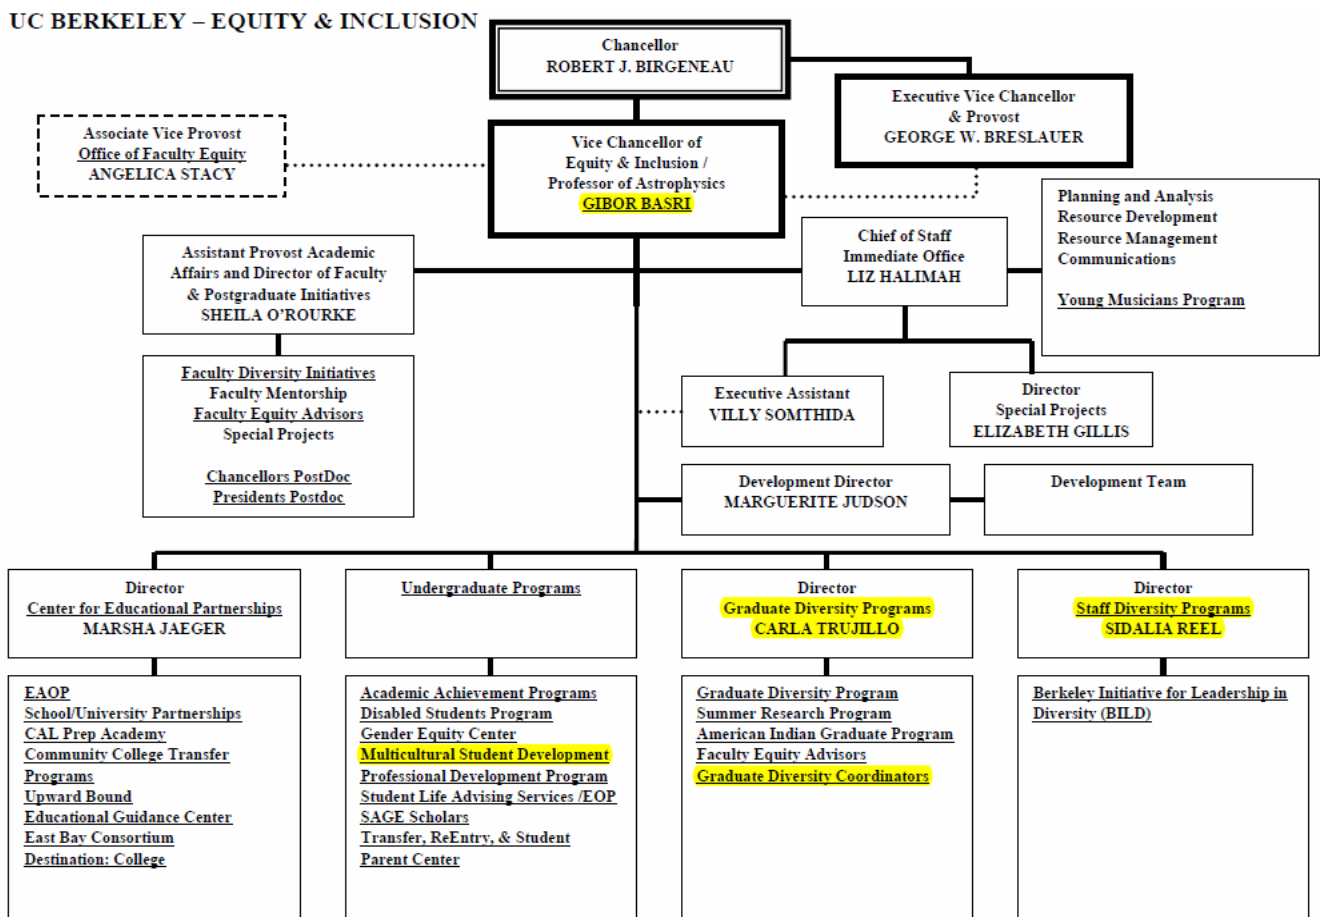 UC BERKELEY – EQUITY & INCLUSION
Chancellor
ROBERT J. BIRGENEAU
Executive Vice Chancellor
& Provost
GEORGE W. BRESLAUER
Associate Vice Provost
Office of Faculty Equity
ANGELICA STACY
Vice Chancellor of
Equity & Inclusion /
Professor of Astrophysics
GIBOR BASRI
Planning and Analysis
Resource Development
Resource Management
Communications
Young Musicians Program
Chief of Staff
Immediate Office
LIZ HALIMAH
Assistant Provost Academic
Affairs and Director of Faculty
& Postgraduate Initiatives
SHEILA O'ROURKE
Faculty Diversity Initiatives
Faculty Mentorship
Faculty Equity Advisors
Special Projects
Chancellors PostDoc
Presidents Postdoc
Executive Assistant
VILLY SOMTHIDA
Director
Special Projects
ELIZABETH GILLIS
Development Director
MARGUERITE JUDSON
Development Team
Director
Center for Educational Partnerships
MARSHA JAEGER
Undergraduate Programs
Director
Graduate Diversity Programs
CARLA TRUJILLO
Director
Staff Diversity Programs
SIDALIA REEL
EAOP
School/University Partnerships
CAL Prep Academy
Community College Transfer
Programs
Upward Bound
Educational Guidance Center
East Bay Consortium
Destination: College
Academic Achievement Programs
Disabled Students Program
Gender Equity Center
Multicultural Student Development
Professional Development Program
Student Life Advising Services /EOP
SAGE Scholars
Transfer, ReEntry, & Student
Parent Center
Graduate Diversity Program
Summer Research Program
American Indian Graduate Program
Faculty Equity Advisors
Graduate Diversity Coordinators
Berkeley Initiative for Leadership in
Diversity (BILD)